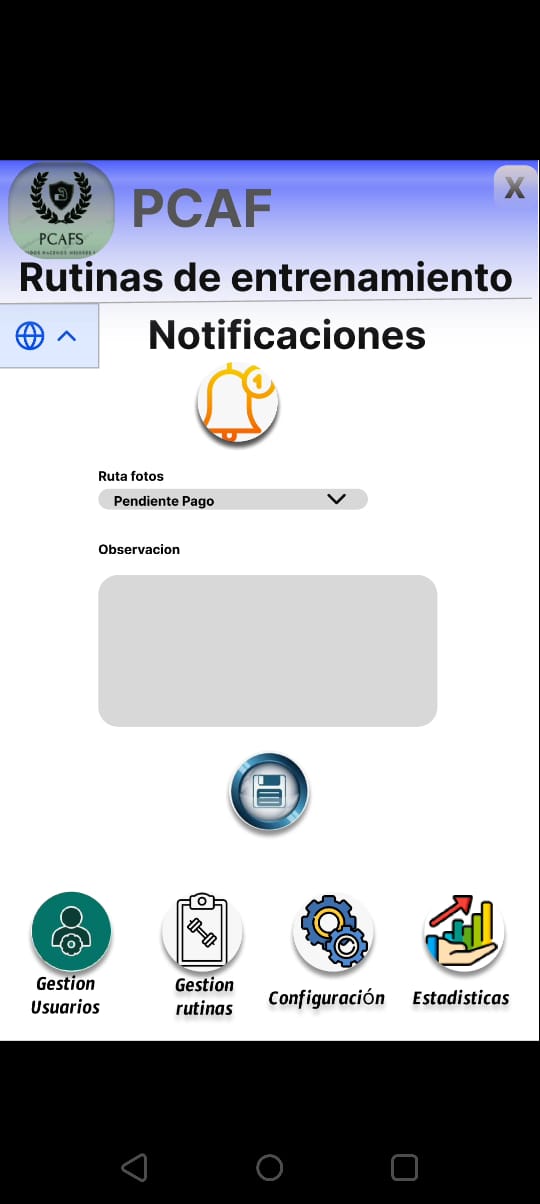 PCAF
X
PCAFS
Rutinas de entrenamiento
Notificaciones
1
Ruta fotos
Pendiente Pago
Observacion
Gestion
Usuarios
Gestion
rutinas
Configuración
Estadisticas